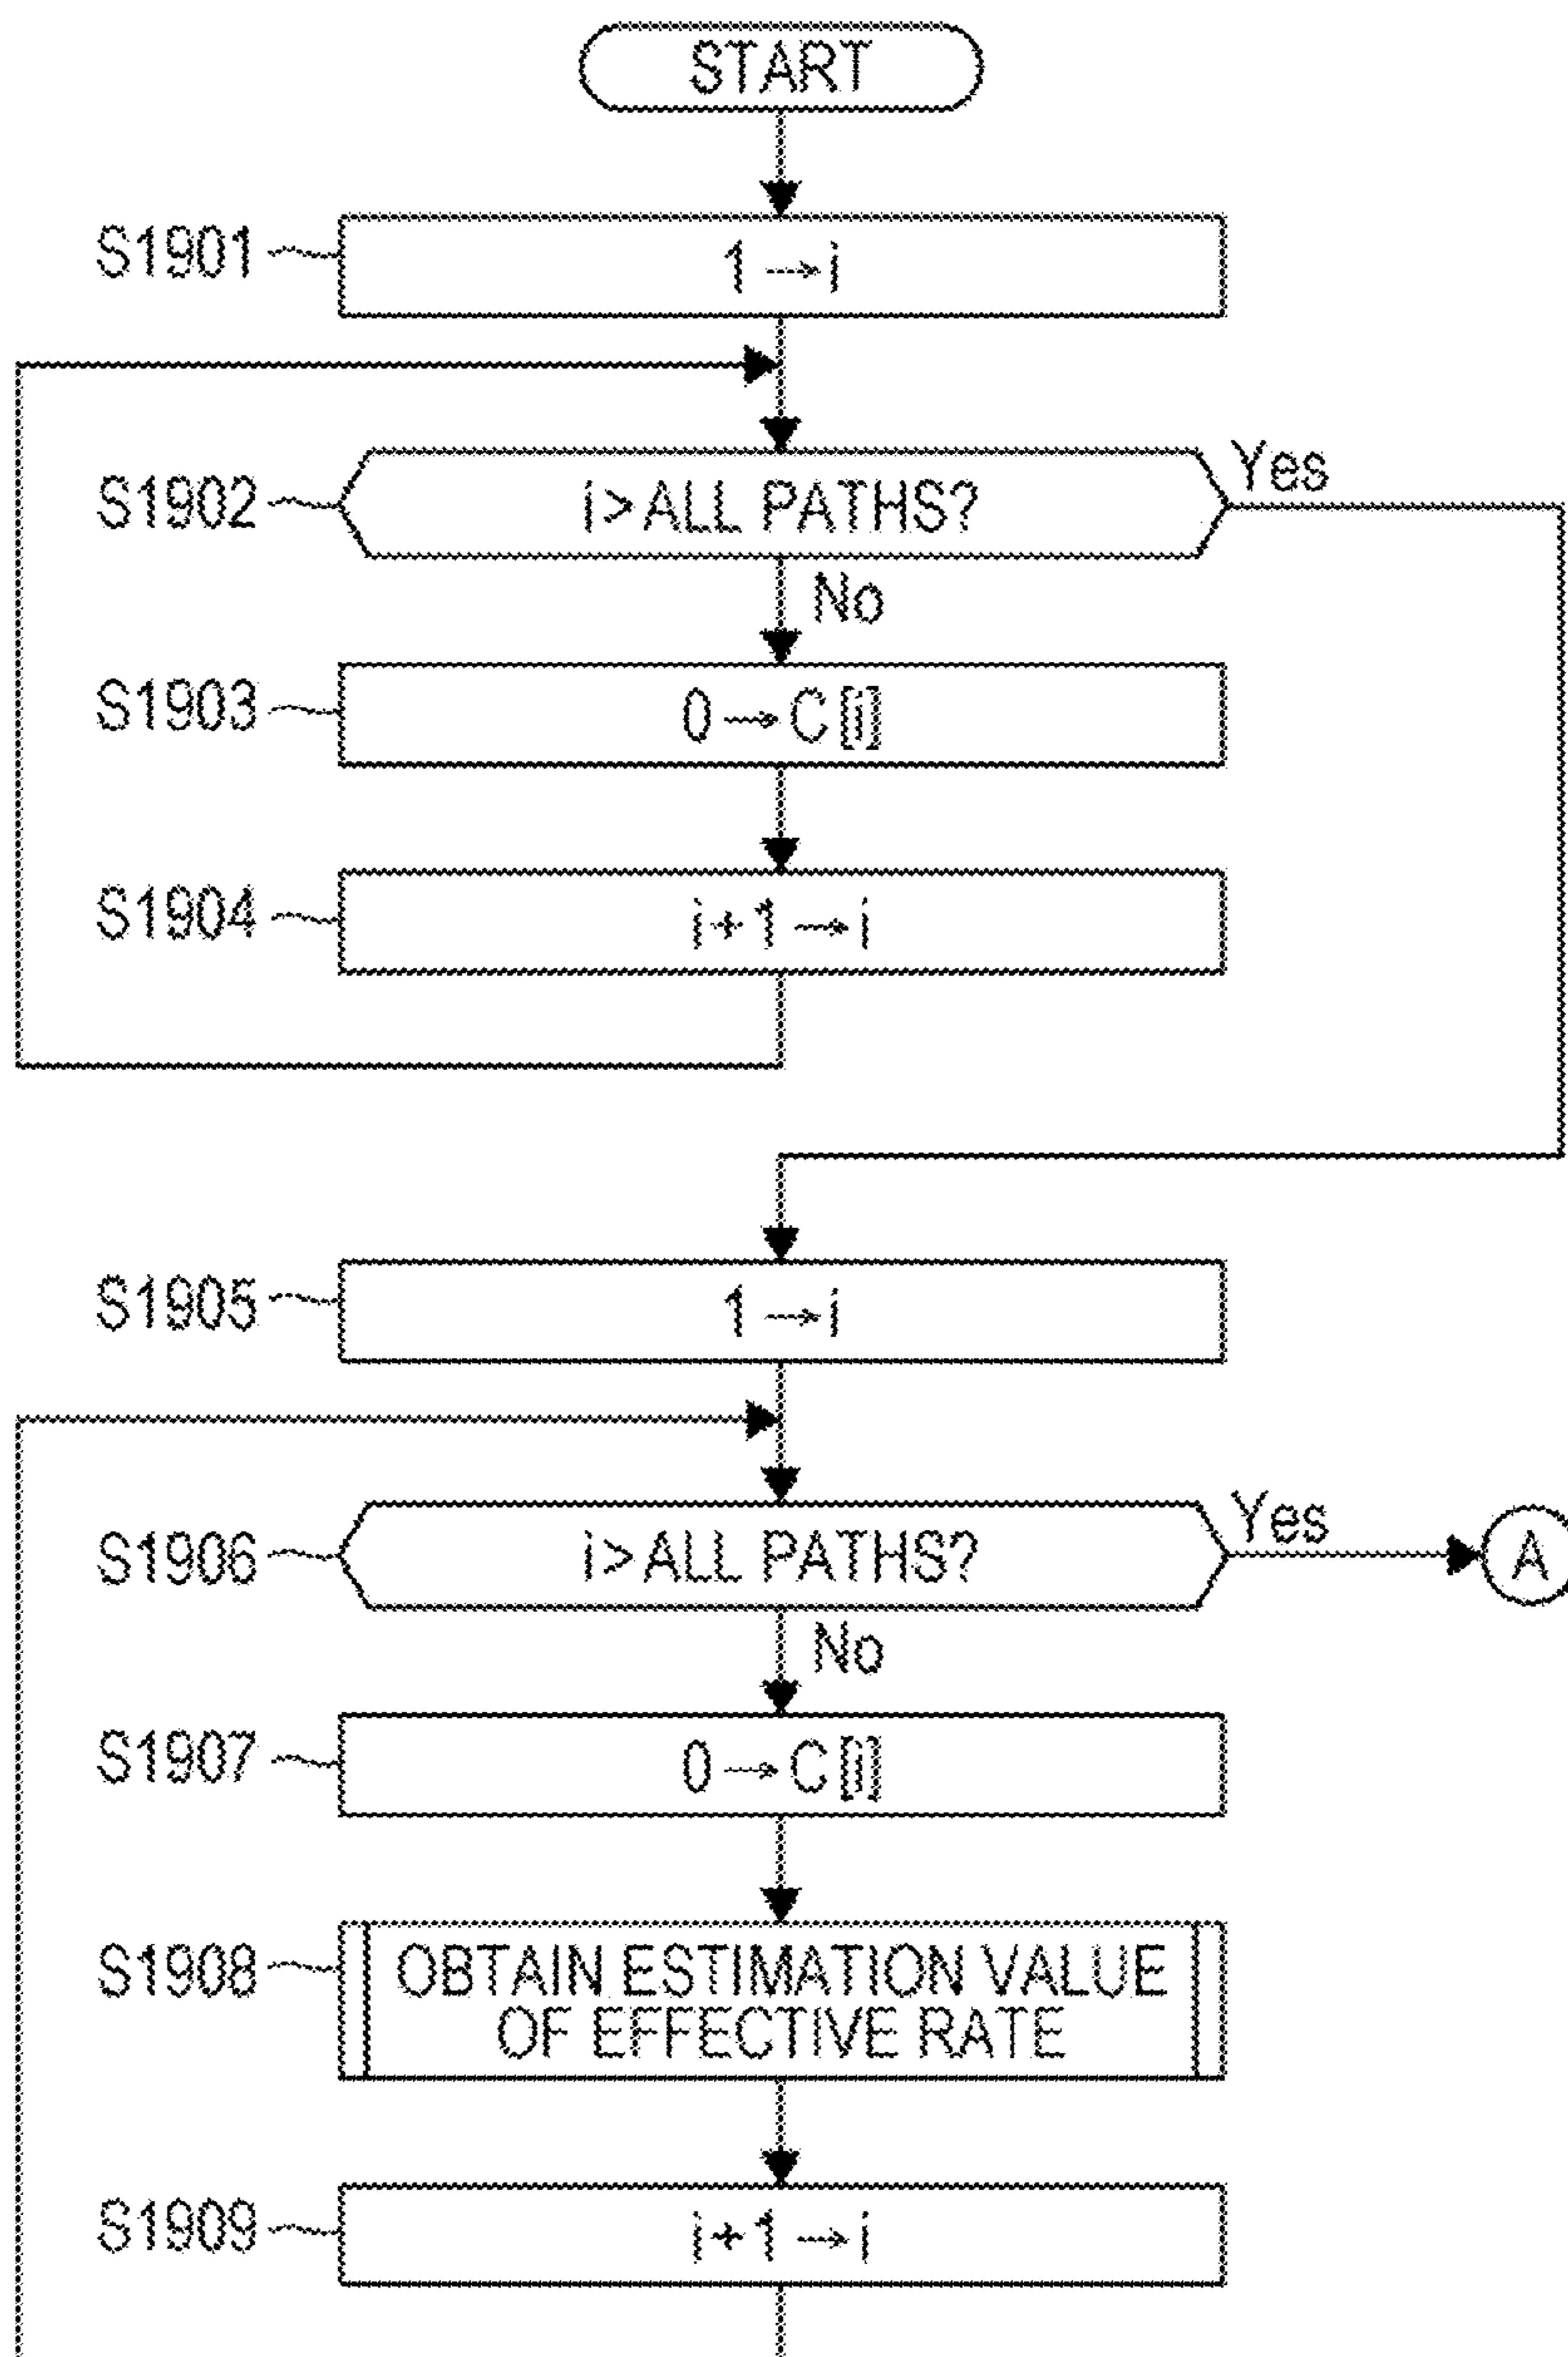 START
S1901
1→i
S1902
i>ALL PATHS?
Yes
No
S1903
0→C[i]
S1904
i+1→i
S1905
1→i
S1906
i>ALL PATHS?
Yes
A
No
S1907
0→C[i]
S1908
OBTAIN ESTIMATION VALUE
OF EFFECTIVE RATE
S1909
i+1→i